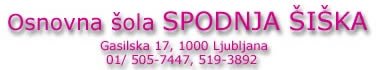 Osnovna šola SPODNJA ŠIŠKA
Gasilska 17, 1000 Ljubljana
01/ 505-7447, 519-3892